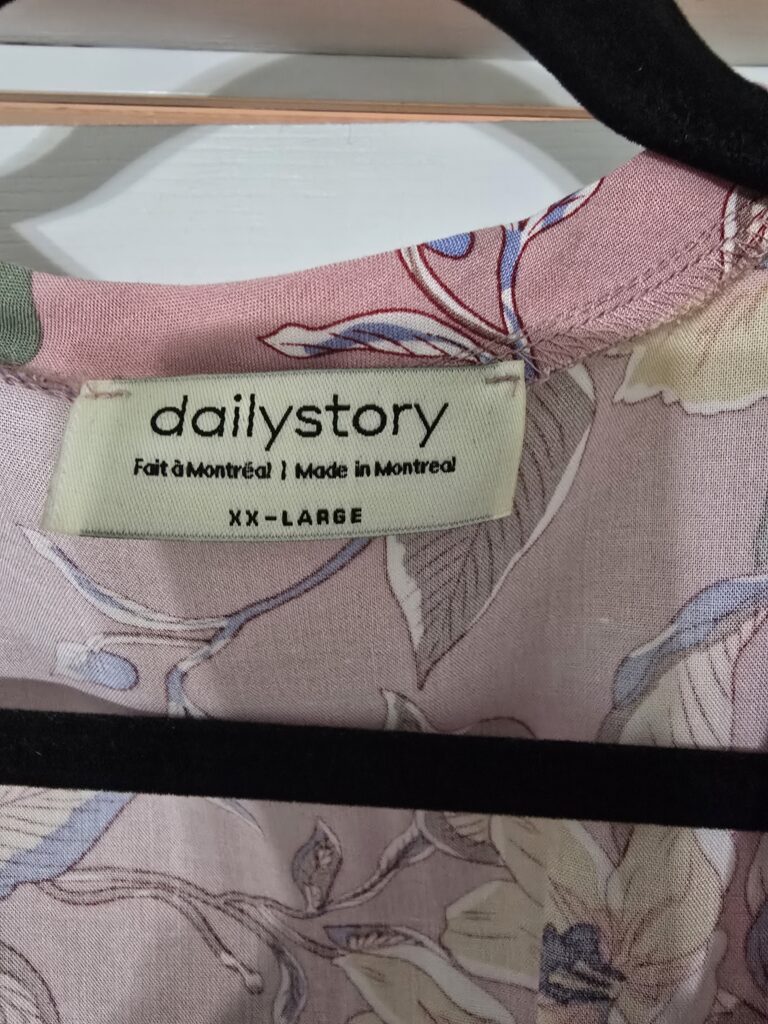 dailystory
Fait à Montréal | Made in Montreal
XX-LARGE